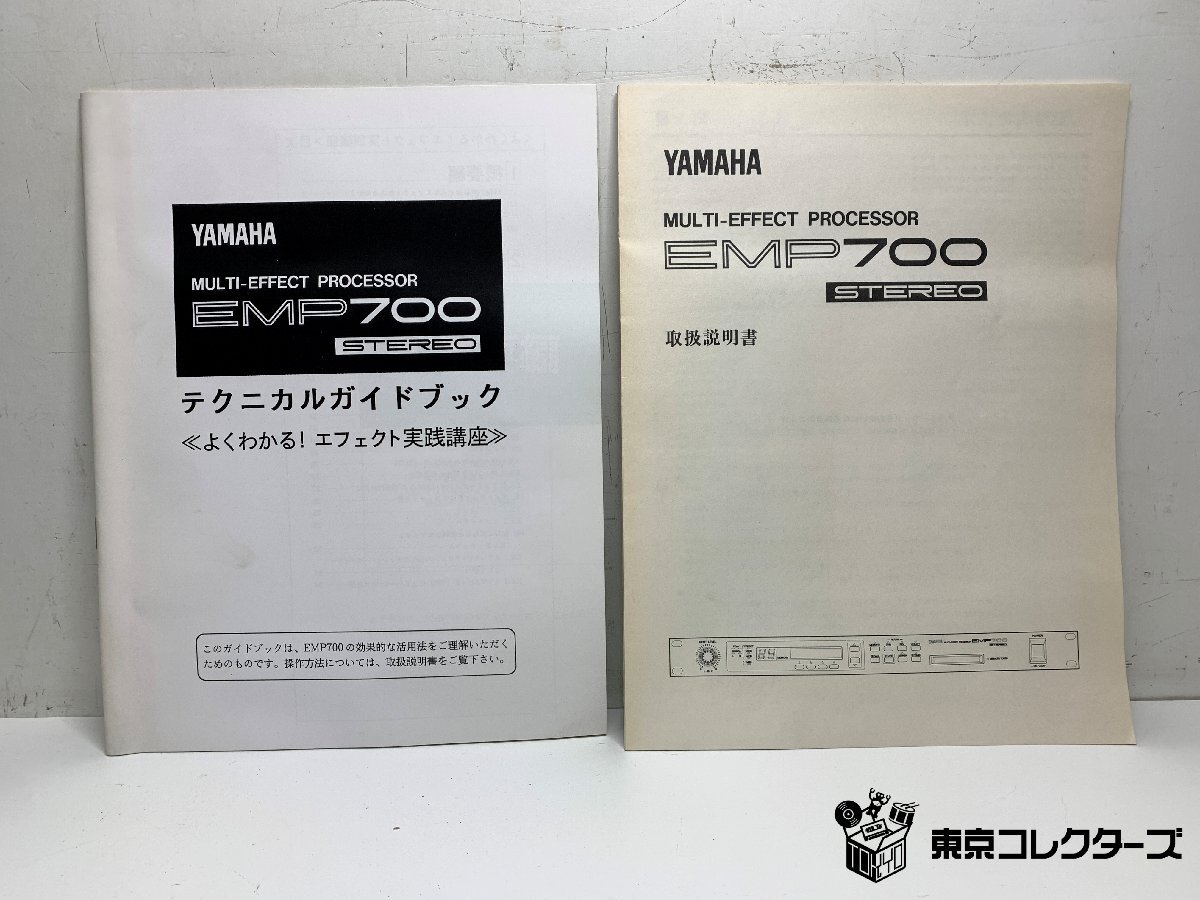 YAMAHA
MULTI-EFFECT PROCESSOR
EMP700
STEREO
テクニカルガイドブック
≪よくわかる! エフェクト実践講座≫
このガイドブックは、EMP700の効果的な活用法をご理解いただく
ためのものです。操作方法については、取扱説明書をご覧下さい。
YAMAHA
MULTI-EFFECT PROCESSOR
EMP700
STEREO
取扱説明書
EMP700
STEREO
POWER
TOKYO
東京コレクターズ